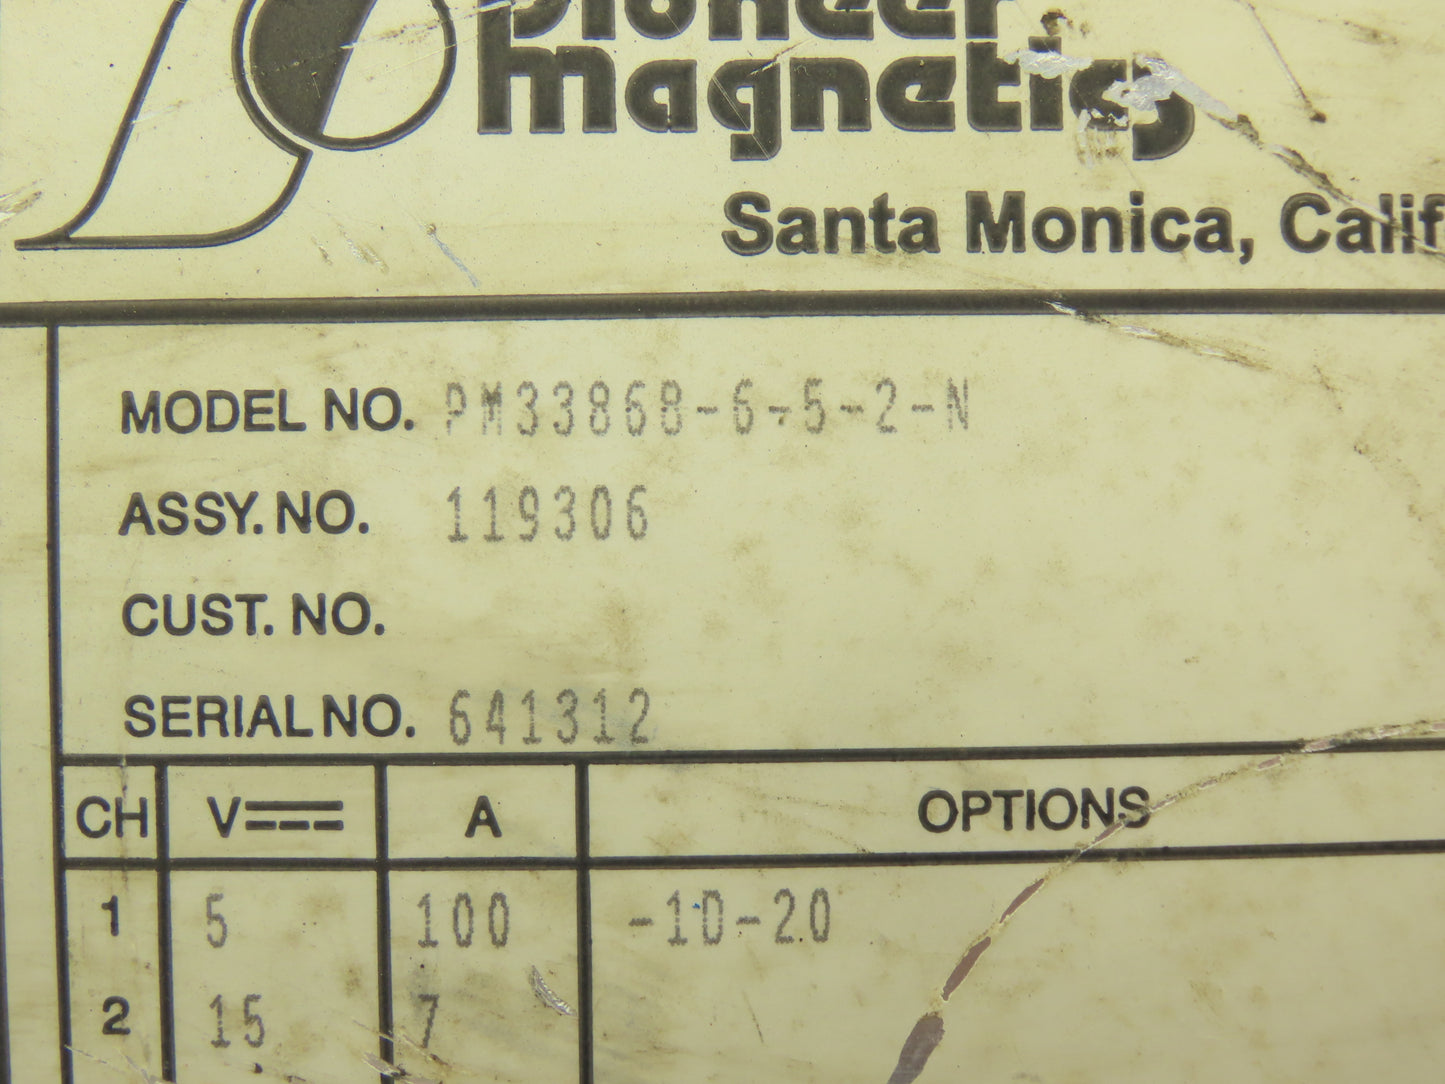 Pioneer
magnetics
Santa Monica, Calif
MODEL NO. PM33868-6-5-2-N
ASSY. NO. 119306
CUST. NO.
SERIAL NO. 641312
CH V A OPTIONS
1 5 100 -1D-20
2 15 7